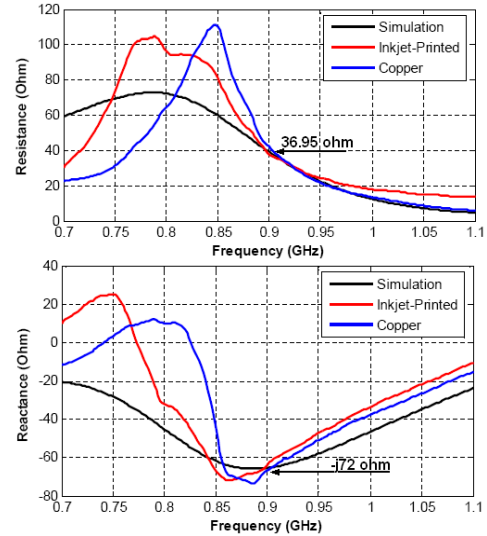 120
100
80
60
40
20
0
Resistance (Ohm)
Simulation
Inkjet-Printed
Copper
36.95 ohm
0.7 0.75 0.8 0.85 0.9 0.95 1 1.05 1.1
Frequency (GHz)
40
20
0
-20
-40
-60
-80
Reactance (Ohm)
Simulation
Inkjet-Printed
Copper
-j72 ohm
0.7 0.75 0.8 0.85 0.9 0.95 1 1.05 1.1
Frequency (GHz)